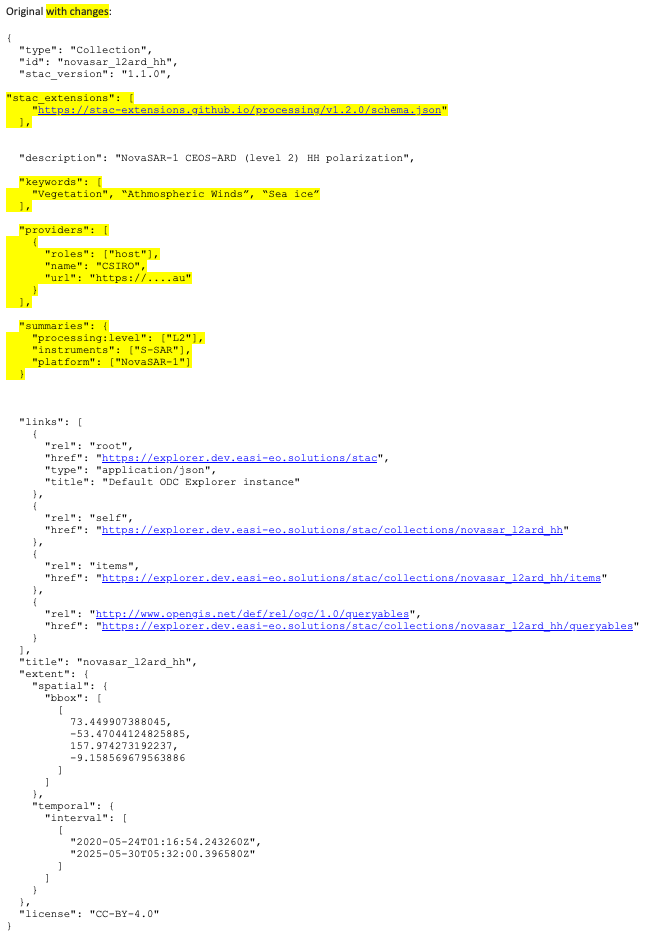 Original with changes:
{
  "type": "Collection",
  "id": "novasar_l2ard_hh",
  "stac_version": "1.1.0",
"stac_extensions": [
    "https://stac-extensions.github.io/processing/v1.2.0/schema.json"
  ],
  "description": "NovaSAR-1 CEOS-ARD (level 2) HH polarization",
  "keywords": [
    "Vegetation", “Athmospheric Winds”, “Sea ice”
  ],
  "providers": [
    {
      "roles": ["host"],
      "name": "CSIRO",
      "url": "https://....au"
    }
  ],
  "summaries": {
    "processing:level": ["L2"],
    "instruments": ["S-SAR"],
    "platform": ["NovaSAR-1"]
  }
  "links": [
    {
      "rel": "root",
      "href": "https://explorer.dev.easi-eo.solutions/stac",
      "type": "application/json",
      "title": "Default ODC Explorer instance"
    },
    {
      "rel": "self",
      "href": "https://explorer.dev.easi-eo.solutions/stac/collections/novasar_l2ard_hh"
    },
    {
      "rel": "items",
      "href": "https://explorer.dev.easi-eo.solutions/stac/collections/novasar_l2ard_hh/items"
    },
    {
      "rel": "http://www.opengis.net/def/rel/ogc/1.0/queryables",
      "href": "https://explorer.dev.easi-eo.solutions/stac/collections/novasar_l2ard_hh/queryables"
    }
  ],
  "title": "novasar_l2ard_hh",
  "extent": {
    "spatial": {
      "bbox": [
        [
          73.449907388045,
          -53.47044124825885,
          157.974273192237,
          -9.158569679563886
        ]
      ]
    },
    "temporal": {
      "interval": [
        [
          "2020-05-24T01:16:54.243260Z",
          "2025-05-30T05:32:00.396580Z"
        ]
      ]
    }
  },
  "license": "CC-BY-4.0"
}